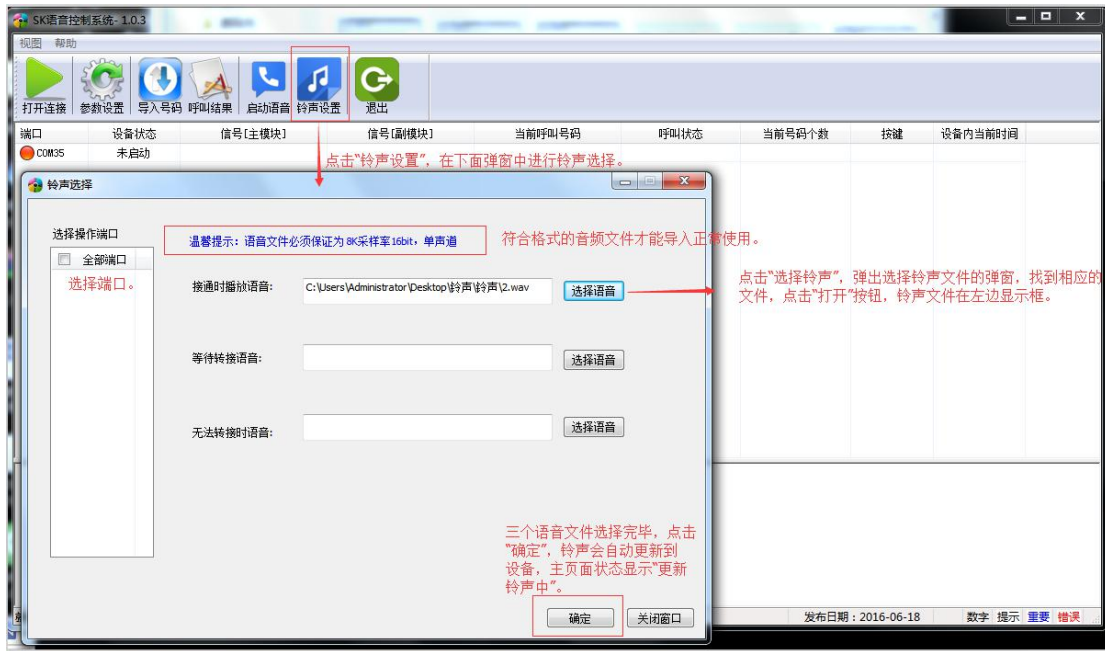 SK语音控制系统- 1.0.3
视图 帮助
打开连接 参数设置 导入号码 呼叫结果 启动语音 铃声设置 退出
端口 设备状态 信号[主模块] 信号[副模块] 当前呼叫号码 呼叫状态 当前号码个数 按键 设备内当前时间
COM35 未启动
点击“铃声设置”，在下面弹窗中进行铃声选择。
铃声选择
选择操作端口
全部端口
选择端口。
温馨提示：语音文件必须保证为 8K采样率16bit，单声道
符合格式的音频文件才能导入正常使用。
接通时播放语音: C:\Users\Administrator\Desktop\铃声\铃声\2.wav 选择语音
点击“选择铃声”，弹出选择铃声文件的弹窗，找到相应的
文件，点击“打开”按钮，铃声文件在左边显示框。
等待转接语音: 选择语音
无法转接时语音: 选择语音
三个语音文件选择完毕，点击
“确定”，铃声会自动更新到
设备，主页面状态显示“更新
铃声中”。
确定 关闭窗口
发布日期：2016-06-18 数字 提示 重要 错误